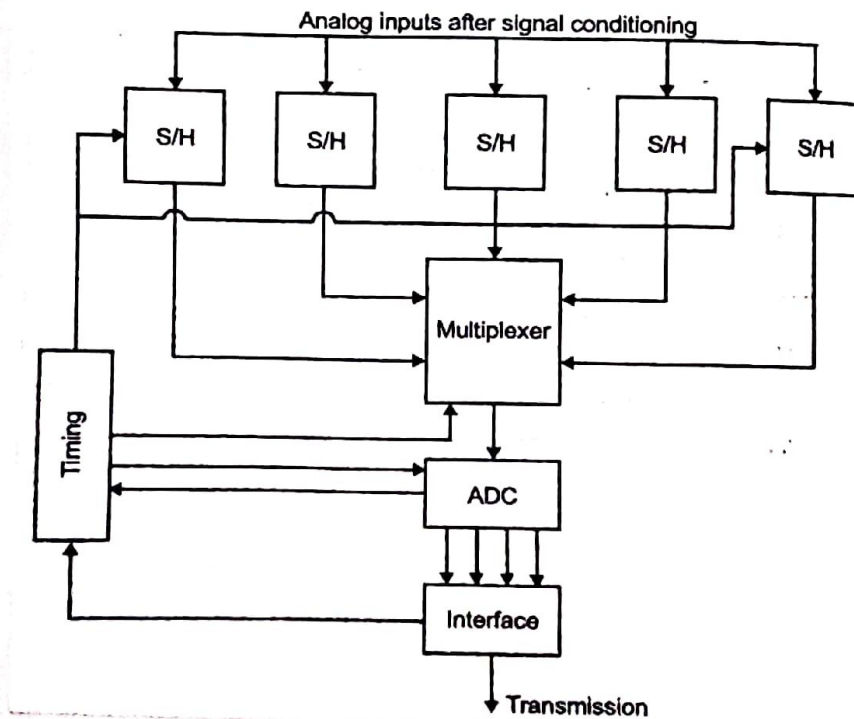 Analog inputs after signal conditioning
S/H
S/H
S/H
S/H
S/H
Multiplexer
Timing
ADC
Interface
Transmission